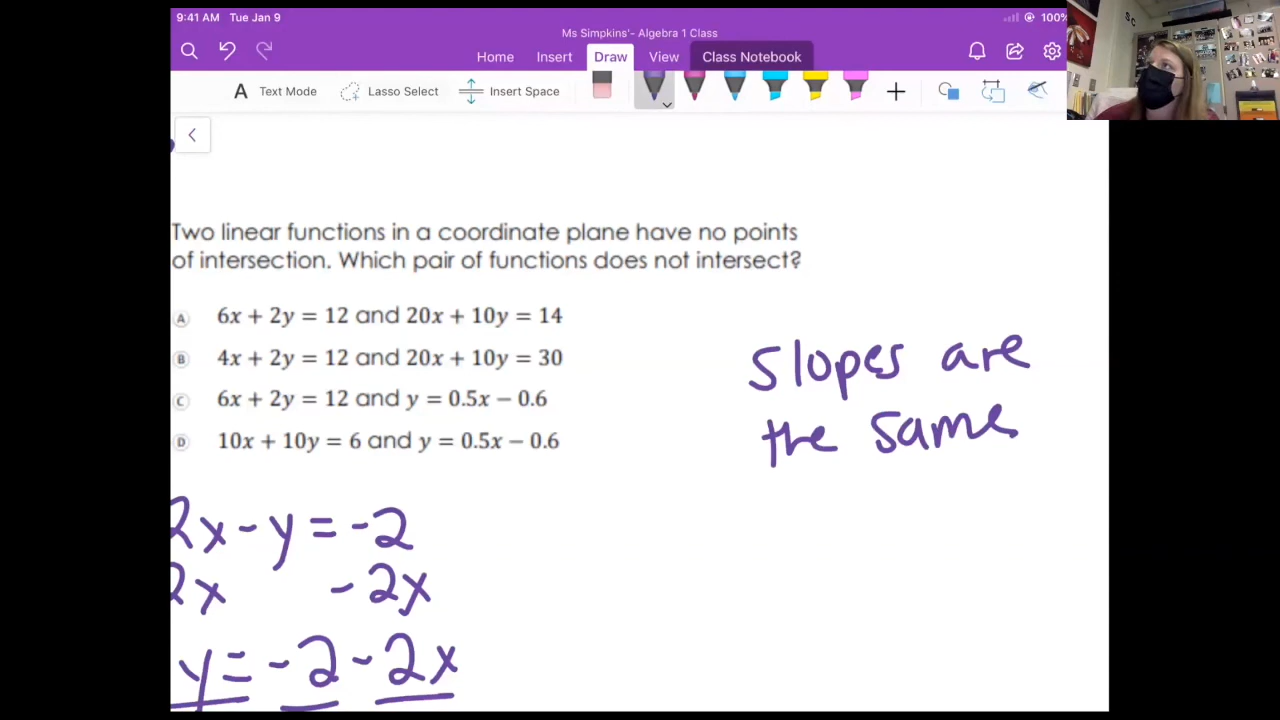 9:41 AM Tue Jan 9
100%
Ms Simpkins'- Algebra 1 Class
Home Insert Draw View Class Notebook
Text Mode Lasso Select Insert Space
Two linear functions in a coordinate plane have no points
of intersection. Which pair of functions does not intersect?
A 6x + 2y = 12 and 20x + 10y = 14
B 4x + 2y = 12 and 20x + 10y = 30
C 6x + 2y = 12 and y = 0.5x − 0.6
D 10x + 10y = 6 and y = 0.5x − 0.6
slopes are
the same
2x - y = -2
2x - 2x
y = -2 - 2x